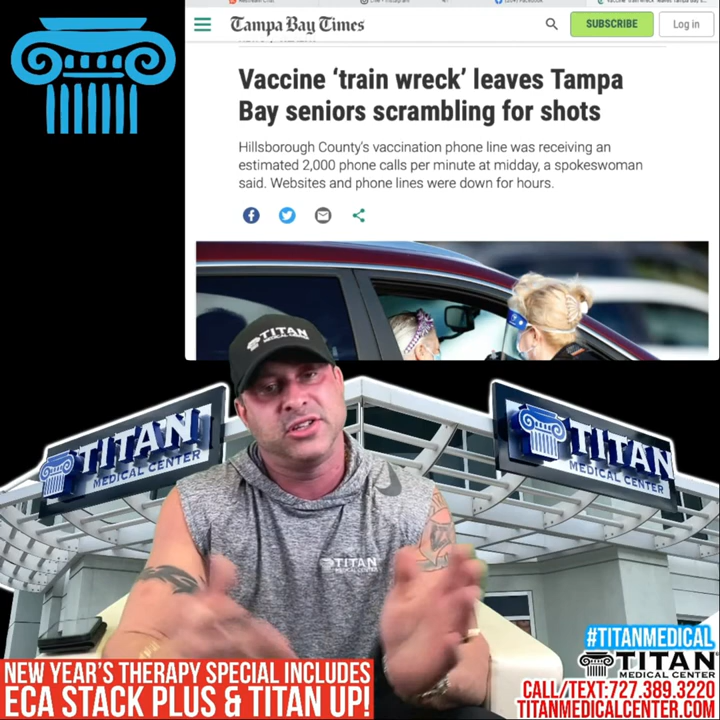 Tampa Bay Times
SUBSCRIBE
Log in
Vaccine ‘train wreck’ leaves Tampa
Bay seniors scrambling for shots
Hillsborough County's vaccination phone line was receiving an
estimated 2,000 phone calls per minute at midday, a spokeswoman
said. Websites and phone lines were down for hours.
TITAN
MEDICAL CENTER
TITAN
MEDICAL CENTER
TITAN
MEDICAL CENTER
TITAN
MEDICAL CENTER
#TITANMEDICAL
TITAN
MEDICAL CENTER
NEW YEAR'S THERAPY SPECIAL INCLUDES
ECA STACK PLUS & TITAN UP!
CALL/TEXT:727.389.3220
TITANMEDICALCENTER.COM